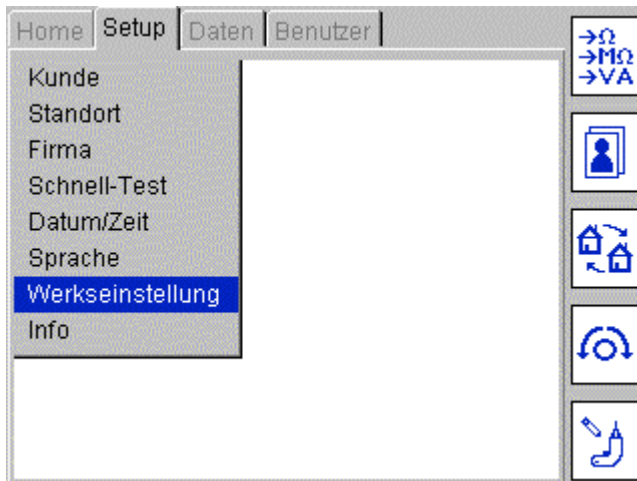 Home Setup Daten Benutzer
Kunde
Standort
Firma
Schnell-Test
Datum/Zeit
Sprache
Werkseinstellung
Info
→Ω
→MΩ
→VA